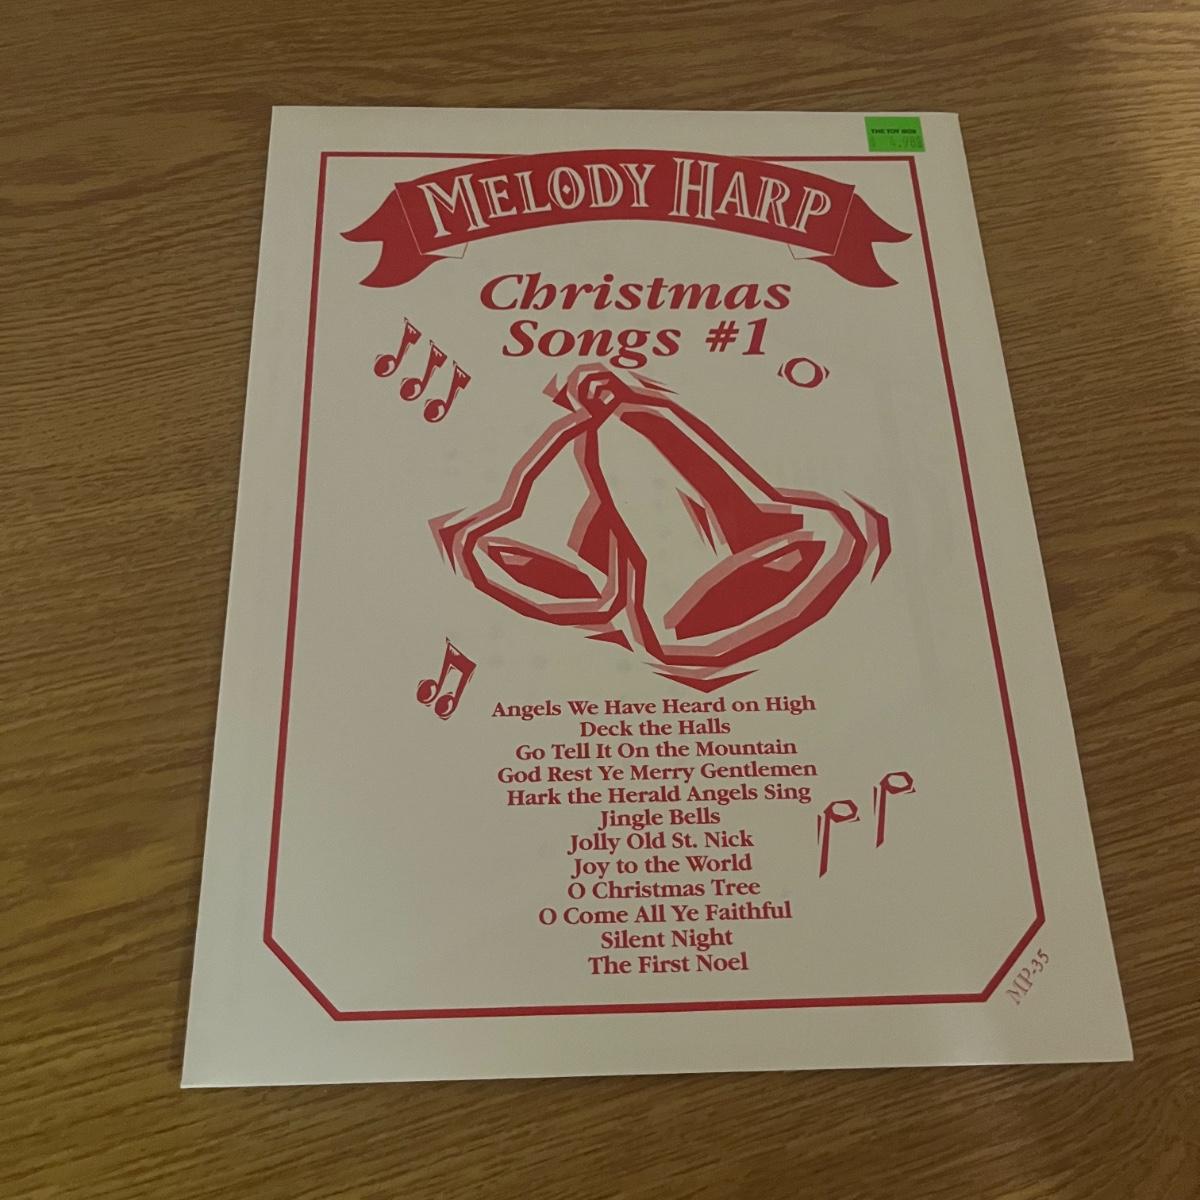 THE TOY BOX
$ 4.98
MELODY HARP
Christmas
Songs #1
Angels We Have Heard on High
Deck the Halls
Go Tell It On the Mountain
God Rest Ye Merry Gentlemen
Hark the Herald Angels Sing
Jingle Bells
Jolly Old St. Nick
Joy to the World
O Christmas Tree
O Come All Ye Faithful
Silent Night
The First Noel
MP-35